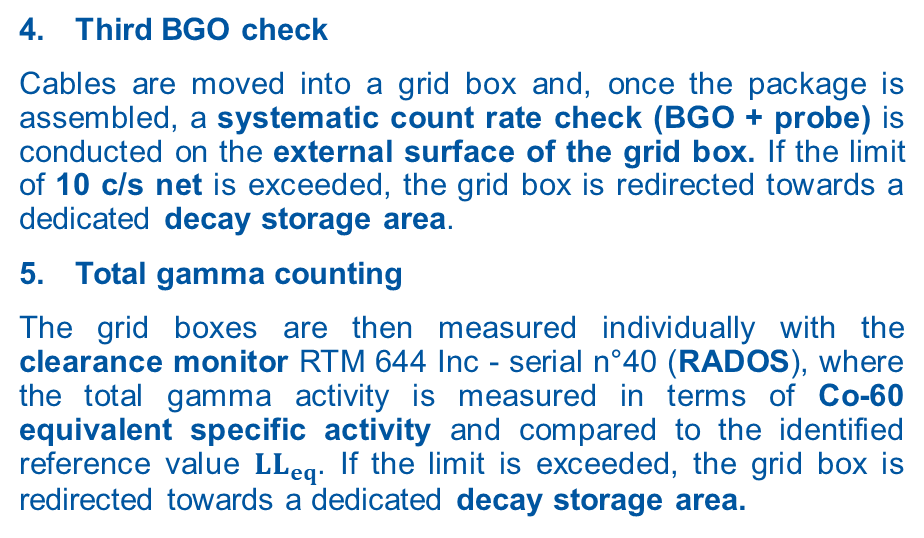 4. Third BGO check
Cables are moved into a grid box and, once the package is
assembled, a systematic count rate check (BGO + probe) is
conducted on the external surface of the grid box. If the limit
of 10 c/s net is exceeded, the grid box is redirected towards a
dedicated decay storage area.
5. Total gamma counting
The grid boxes are then measured individually with the
clearance monitor RTM 644 Inc - serial n°40 (RADOS), where
the total gamma activity is measured in terms of Co-60
equivalent specific activity and compared to the identified
reference value LLeq. If the limit is exceeded, the grid box is
redirected towards a dedicated decay storage area.